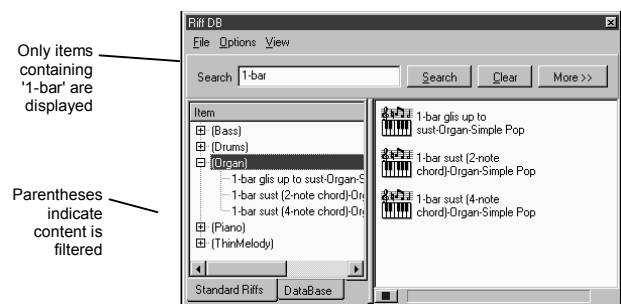 Only items
containing
'1-bar' are
displayed
Parentheses
indicate
content is
filtered
Riff DB
File Options View
Search 1-bar Search Clear More >>
Item
(Bass)
(Drums)
(Organ)
1-bar glis up to sust-Organ-S
1-bar sust (2-note chord)-Org
1-bar sust (4-note chord)-Org
(Piano)
(ThinMelody)
Standard Riffs DataBase
1-bar glis up to
sust-Organ-Simple Pop
1-bar sust (2-note
chord)-Organ-Simple Pop
1-bar sust (4-note
chord)-Organ-Simple Pop